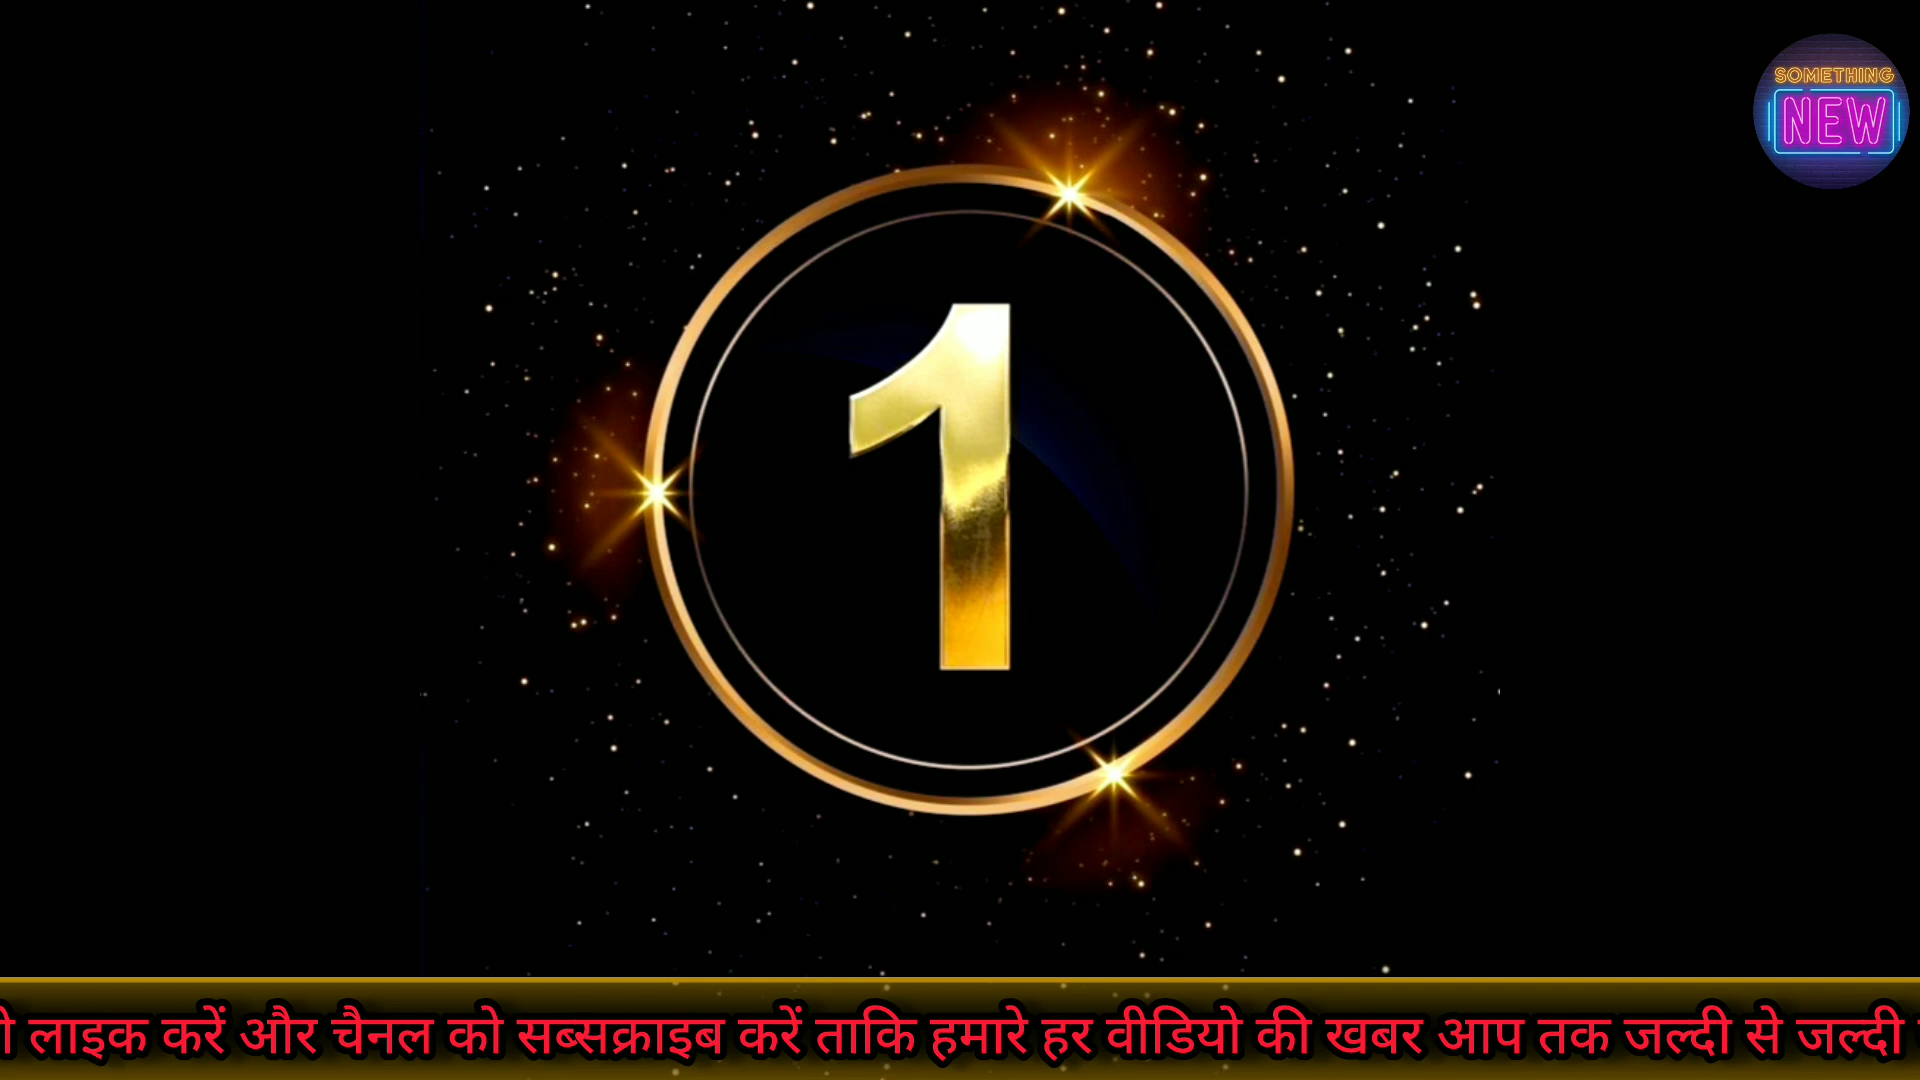 SOMETHING
NEW
1
लाइक करें और चैनल को सब्सक्राइब करें ताकि हमारे हर वीडियो की खबर आप तक जल्दी से जल्दी